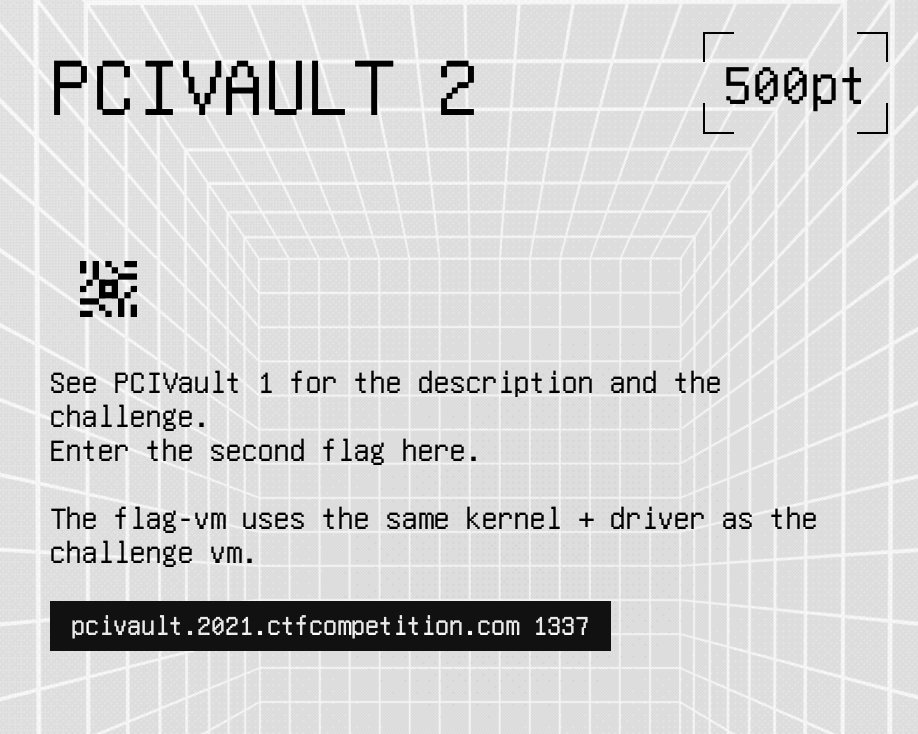 PCIVAULT 2
500pt
See PCIVault 1 for the description and the
challenge.
Enter the second flag here.
The flag-vm uses the same kernel + driver as the
challenge vm.
pcivault.2021.ctfcompetition.com 1337